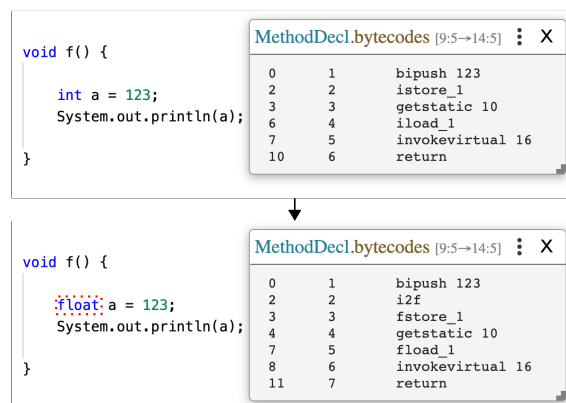 void f() {
int a = 123;
System.out.println(a);
}
MethodDecl.bytecodes [9:5→14:5] ⋮ X
0 1 bipush 123
2 2 istore_1
3 3 getstatic 10
6 4 iload_1
7 5 invokevirtual 16
10 6 return
void f() {
float a = 123;
System.out.println(a);
}
MethodDecl.bytecodes [9:5→14:5] ⋮ X
0 1 bipush 123
2 2 i2f
3 3 fstore_1
4 4 getstatic 10
7 5 fload_1
8 6 invokevirtual 16
11 7 return